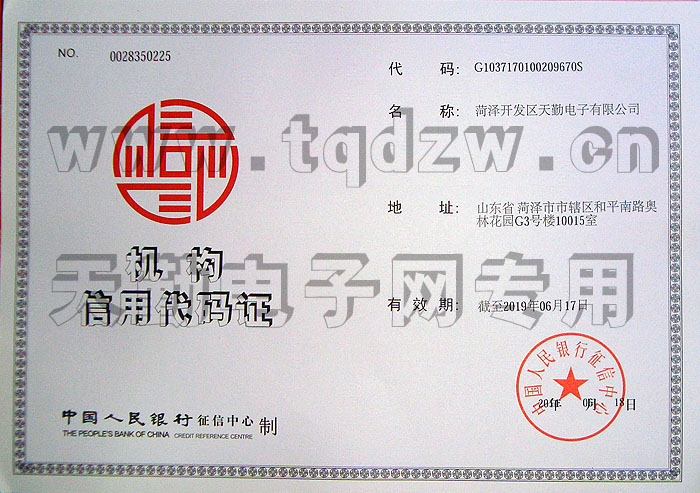 NO. 0028350225
机 构
信用代码证
代 码: G1037170100209670S
名 称: 菏泽开发区天勤电子有限公司
地 址: 山东省 菏泽市市辖区和平南路奥
林花园G3号楼10015室
有 效 期: 截至2019年06月17日
www.tqdzw.cn
天勤电子网专用
中国人民银行征信中心
18日
中国人民银行征信中心 制
THE PEOPLE'S BANK OF CHINA CREDIT REFERENCE CENTRE